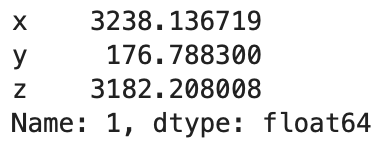 x    3238.136719
y     176.788300
z    3182.208008
Name: 1, dtype: float64